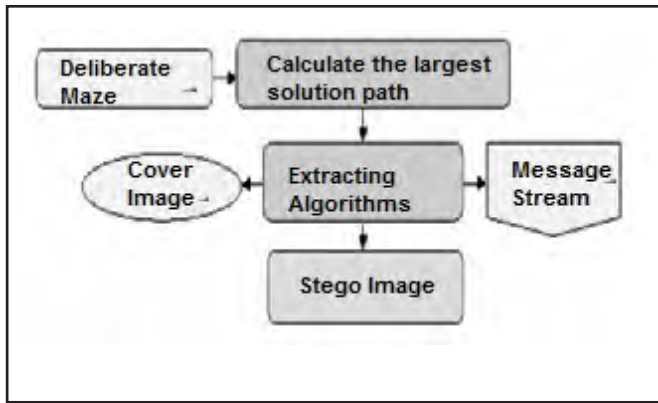 Deliberate
Maze
Calculate the largest
solution path
Cover
Image
Extracting
Algorithms
Message
Stream
Stego Image